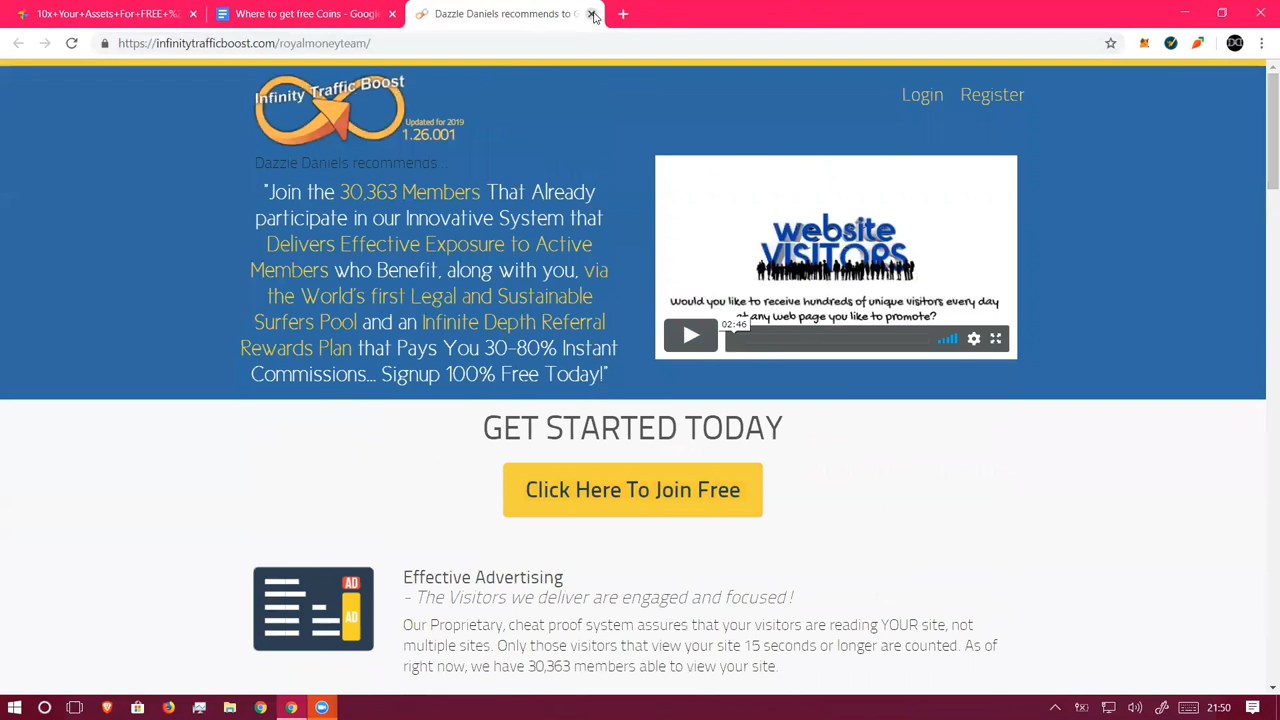 10x+Your+Assets+For+FREE+%
Where to get free Coins - Google
Dazzle Daniels recommends to
https://infinitytrafficboost.com/royalmoneyteam/
Infinity Traffic Boost
Updated for 2019
1.26.001
Login Register
Dazzle Daniels recommends...
"Join the 30,363 Members That Already
participate in our Innovative System that
Delivers Effective Exposure to Active
Members who Benefit, along with you, via
the World's first Legal and Sustainable
Surfers Pool and an Infinite Depth Referral
Rewards Plan that Pays You 30-80% Instant
Commissions... Signup 100% Free Today!"
website
VISITORS
Would you like to receive hundreds of unique visitors every day
at any web page you like to promote?
02:46
GET STARTED TODAY
Click Here To Join Free
AD
AD
Effective Advertising
- The Visitors we deliver are engaged and focused !
Our Proprietary, cheat proof system assures that your visitors are reading YOUR site, not
multiple sites. Only those visitors that view your site 15 seconds or longer are counted. As of
right now, we have 30,363 members able to view your site.
21:50